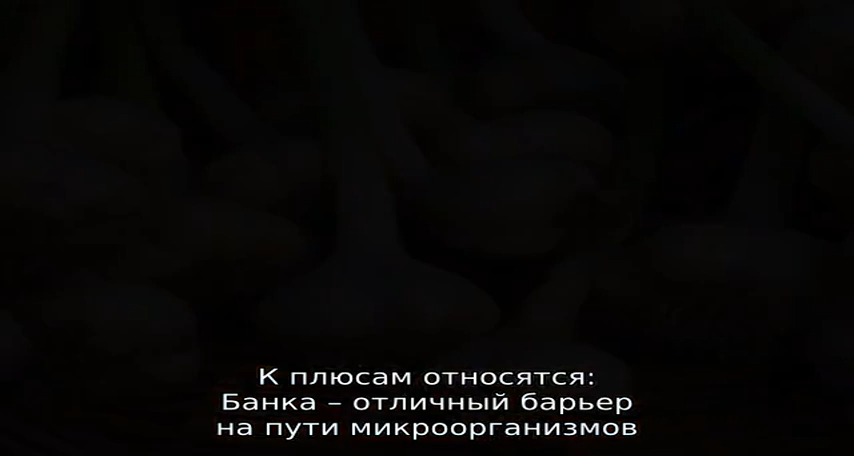 К плюсам относятся:
Банка – отличный барьер
на пути микроорганизмов